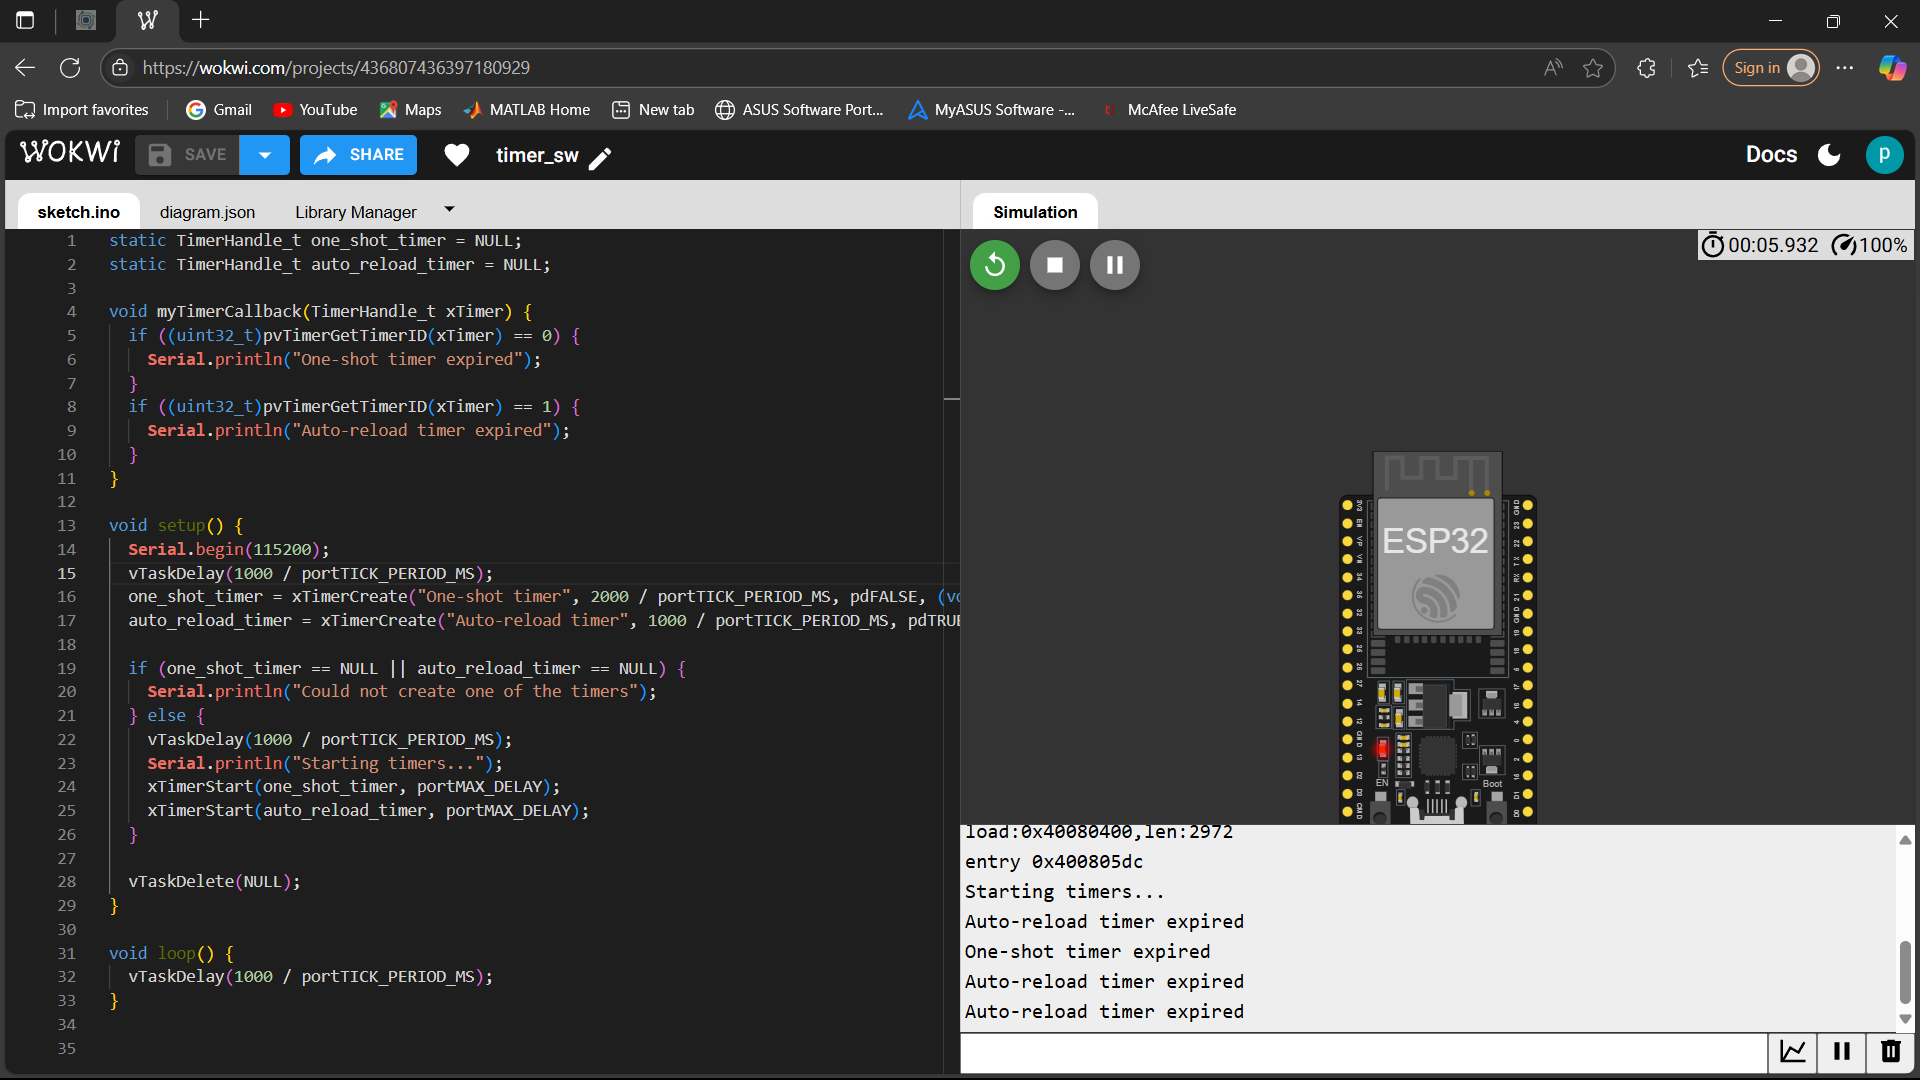 https://wokwi.com/projects/436807436397180929
Sign in
Import favorites
Gmail
YouTube
Maps
MATLAB Home
New tab
ASUS Software Port...
MyASUS Software -...
McAfee LiveSafe
WOKWi
SAVE
SHARE
timer_sw
Docs
p
sketch.ino
diagram.json
Library Manager
Simulation
00:05.932
100%
1 static TimerHandle_t one_shot_timer = NULL;
2 static TimerHandle_t auto_reload_timer = NULL;
3
4 void myTimerCallback(TimerHandle_t xTimer) {
5 if ((uint32_t)pvTimerGetTimerID(xTimer) == 0) {
6 Serial.println("One-shot timer expired");
7 }
8 if ((uint32_t)pvTimerGetTimerID(xTimer) == 1) {
9 Serial.println("Auto-reload timer expired");
10 }
11 }
12
13 void setup() {
14 Serial.begin(115200);
15 vTaskDelay(1000 / portTICK_PERIOD_MS);
16 one_shot_timer = xTimerCreate("One-shot timer", 2000 / portTICK_PERIOD_MS, pdFALSE, (vo
17 auto_reload_timer = xTimerCreate("Auto-reload timer", 1000 / portTICK_PERIOD_MS, pdTRUE
18
19 if (one_shot_timer == NULL || auto_reload_timer == NULL) {
20 Serial.println("Could not create one of the timers");
21 } else {
22 vTaskDelay(1000 / portTICK_PERIOD_MS);
23 Serial.println("Starting timers...");
24 xTimerStart(one_shot_timer, portMAX_DELAY);
25 xTimerStart(auto_reload_timer, portMAX_DELAY);
26 }
27
28 vTaskDelete(NULL);
29 }
30
31 void loop() {
32 vTaskDelay(1000 / portTICK_PERIOD_MS);
33 }
34
35
ESP32
EN
Boot
load:0x40080400,len:2972
entry 0x400805dc
Starting timers...
Auto-reload timer expired
One-shot timer expired
Auto-reload timer expired
Auto-reload timer expired